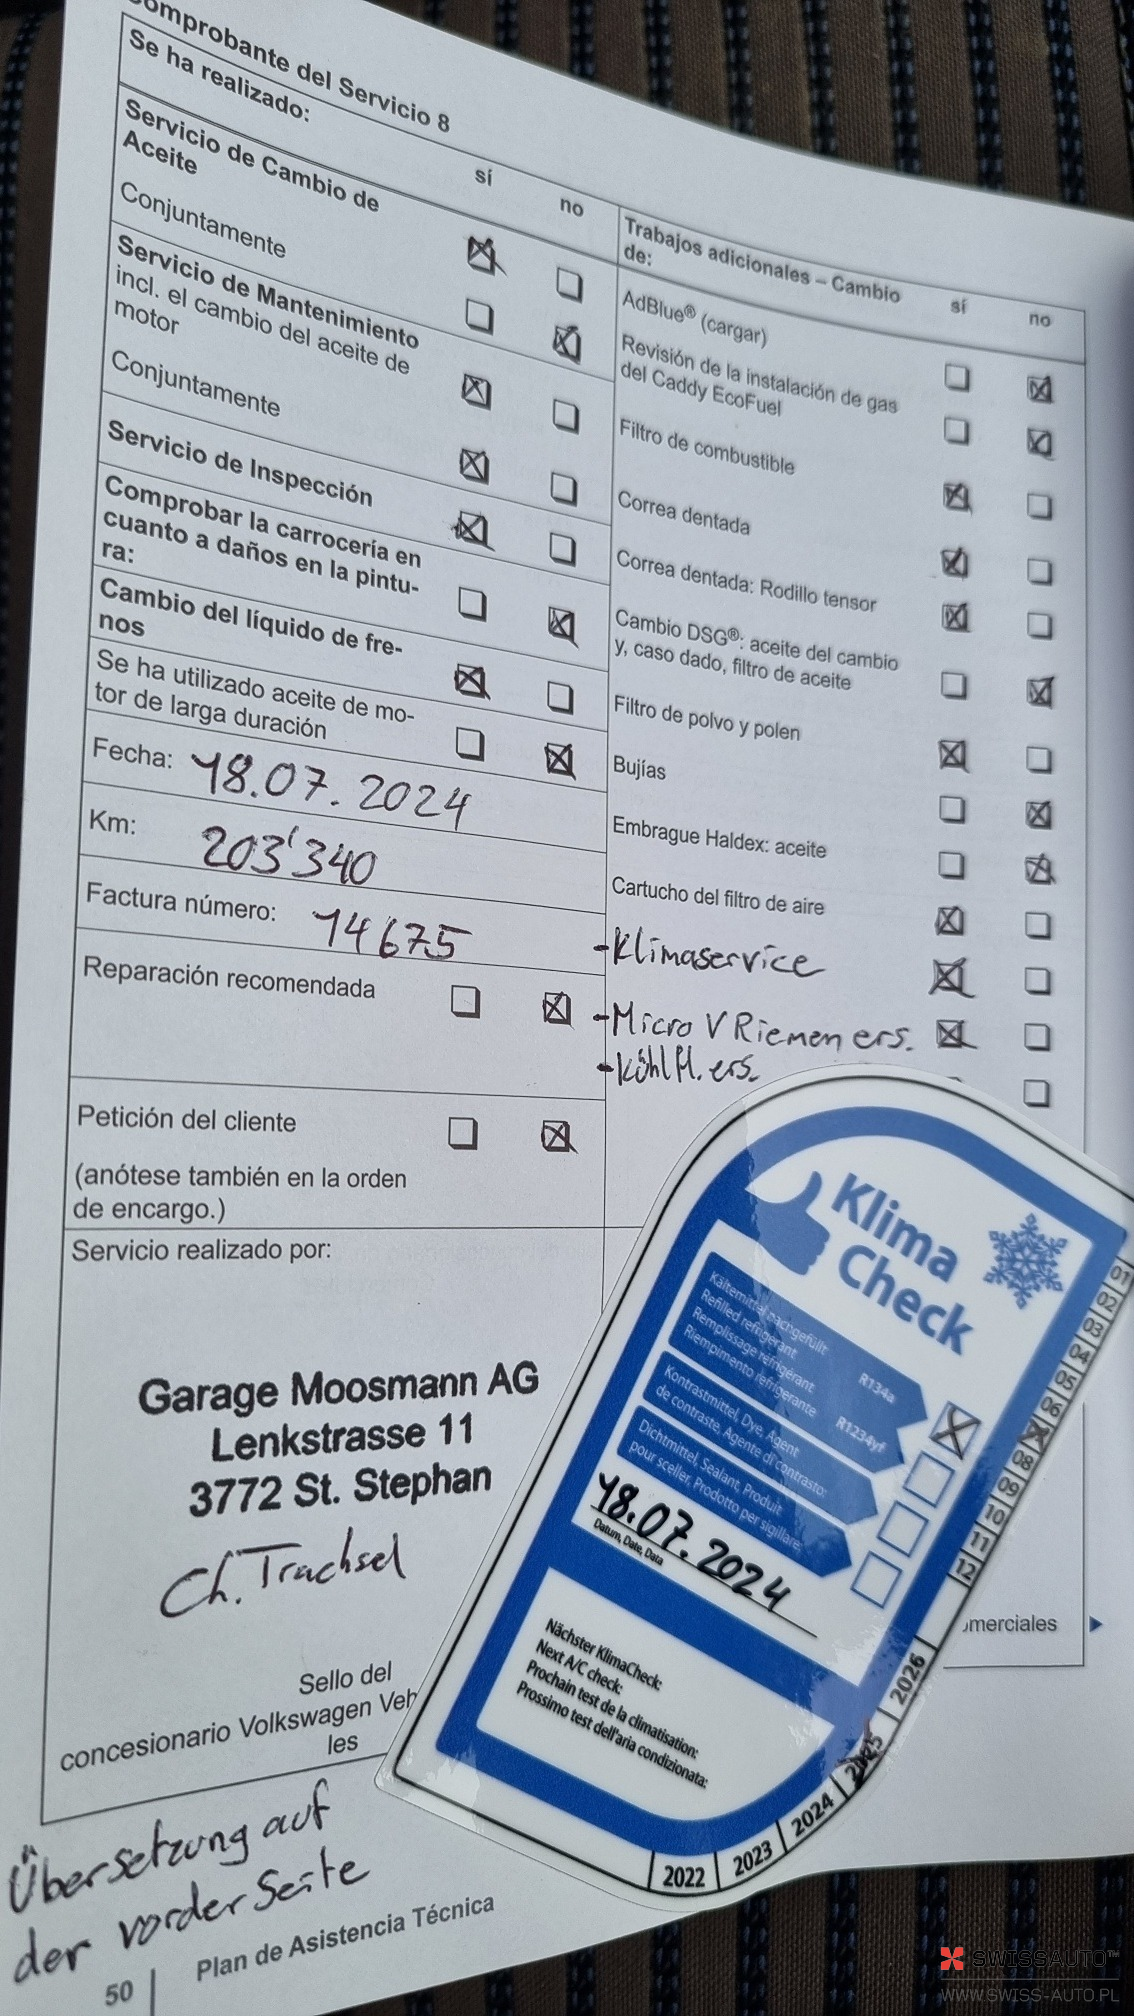 omprobante del Servicio 8
Se ha realizado:
sí
no
Servicio de Cambio de
Aceite
Conjuntamente
Servicio de Mantenimiento
incl. el cambio del aceite de
motor
Conjuntamente
Servicio de Inspección
Comprobar la carrocería en
cuanto a daños en la pintu-
ra:
Cambio del líquido de fre-
nos
Se ha utilizado aceite de mo-
tor de larga duración
Fecha: 18.07.2024
Km: 203'340
Factura número: 14675
Reparación recomendada
Petición del cliente
(anótese también en la orden
de encargo.)
Servicio realizado por:
Garage Moosmann AG
Lenkstrasse 11
3772 St. Stephan
Ch. Trachsel
Sello del
concesionario Volkswagen Veh
les
Trabajos adicionales – Cambio
de:
sí
no
AdBlue® (cargar)
Revisión de la instalación de gas
del Caddy EcoFuel
Filtro de combustible
Correa dentada
Correa dentada: Rodillo tensor
Cambio DSG®: aceite del cambio
y, caso dado, filtro de aceite
Filtro de polvo y polen
Bujías
Embrague Haldex: aceite
Cartucho del filtro de aire
-Klimaservice
-Micro V Riemen ers.
-Kühlfl. ers.
Klima
Check
Kältemittel nachgefüllt
Refilled refrigerant
Remplissage réfrigérant
Riempimento refrigerante
R134a
R1234yf
Kontrastmittel, Dye, Agent
de contraste, Agente di contrasto:
Dichtmittel, Sealant, Produit
pour sceller, Prodotto per sigillare:
18.07.2024
Datum, Date, Data
Nächster KlimaCheck:
Next A/C check:
Prochain test de la climatisation:
Prossimo test dell'aria condizionata:
01
02
03
04
05
06
08
09
10
11
12
2026
2025
2024
2023
2022
merciales
Übersetzung auf
der vorder Seite
50
Plan de Asistencia Técnica
SWISSAUTO™
WWW.SWISS-AUTO.PL